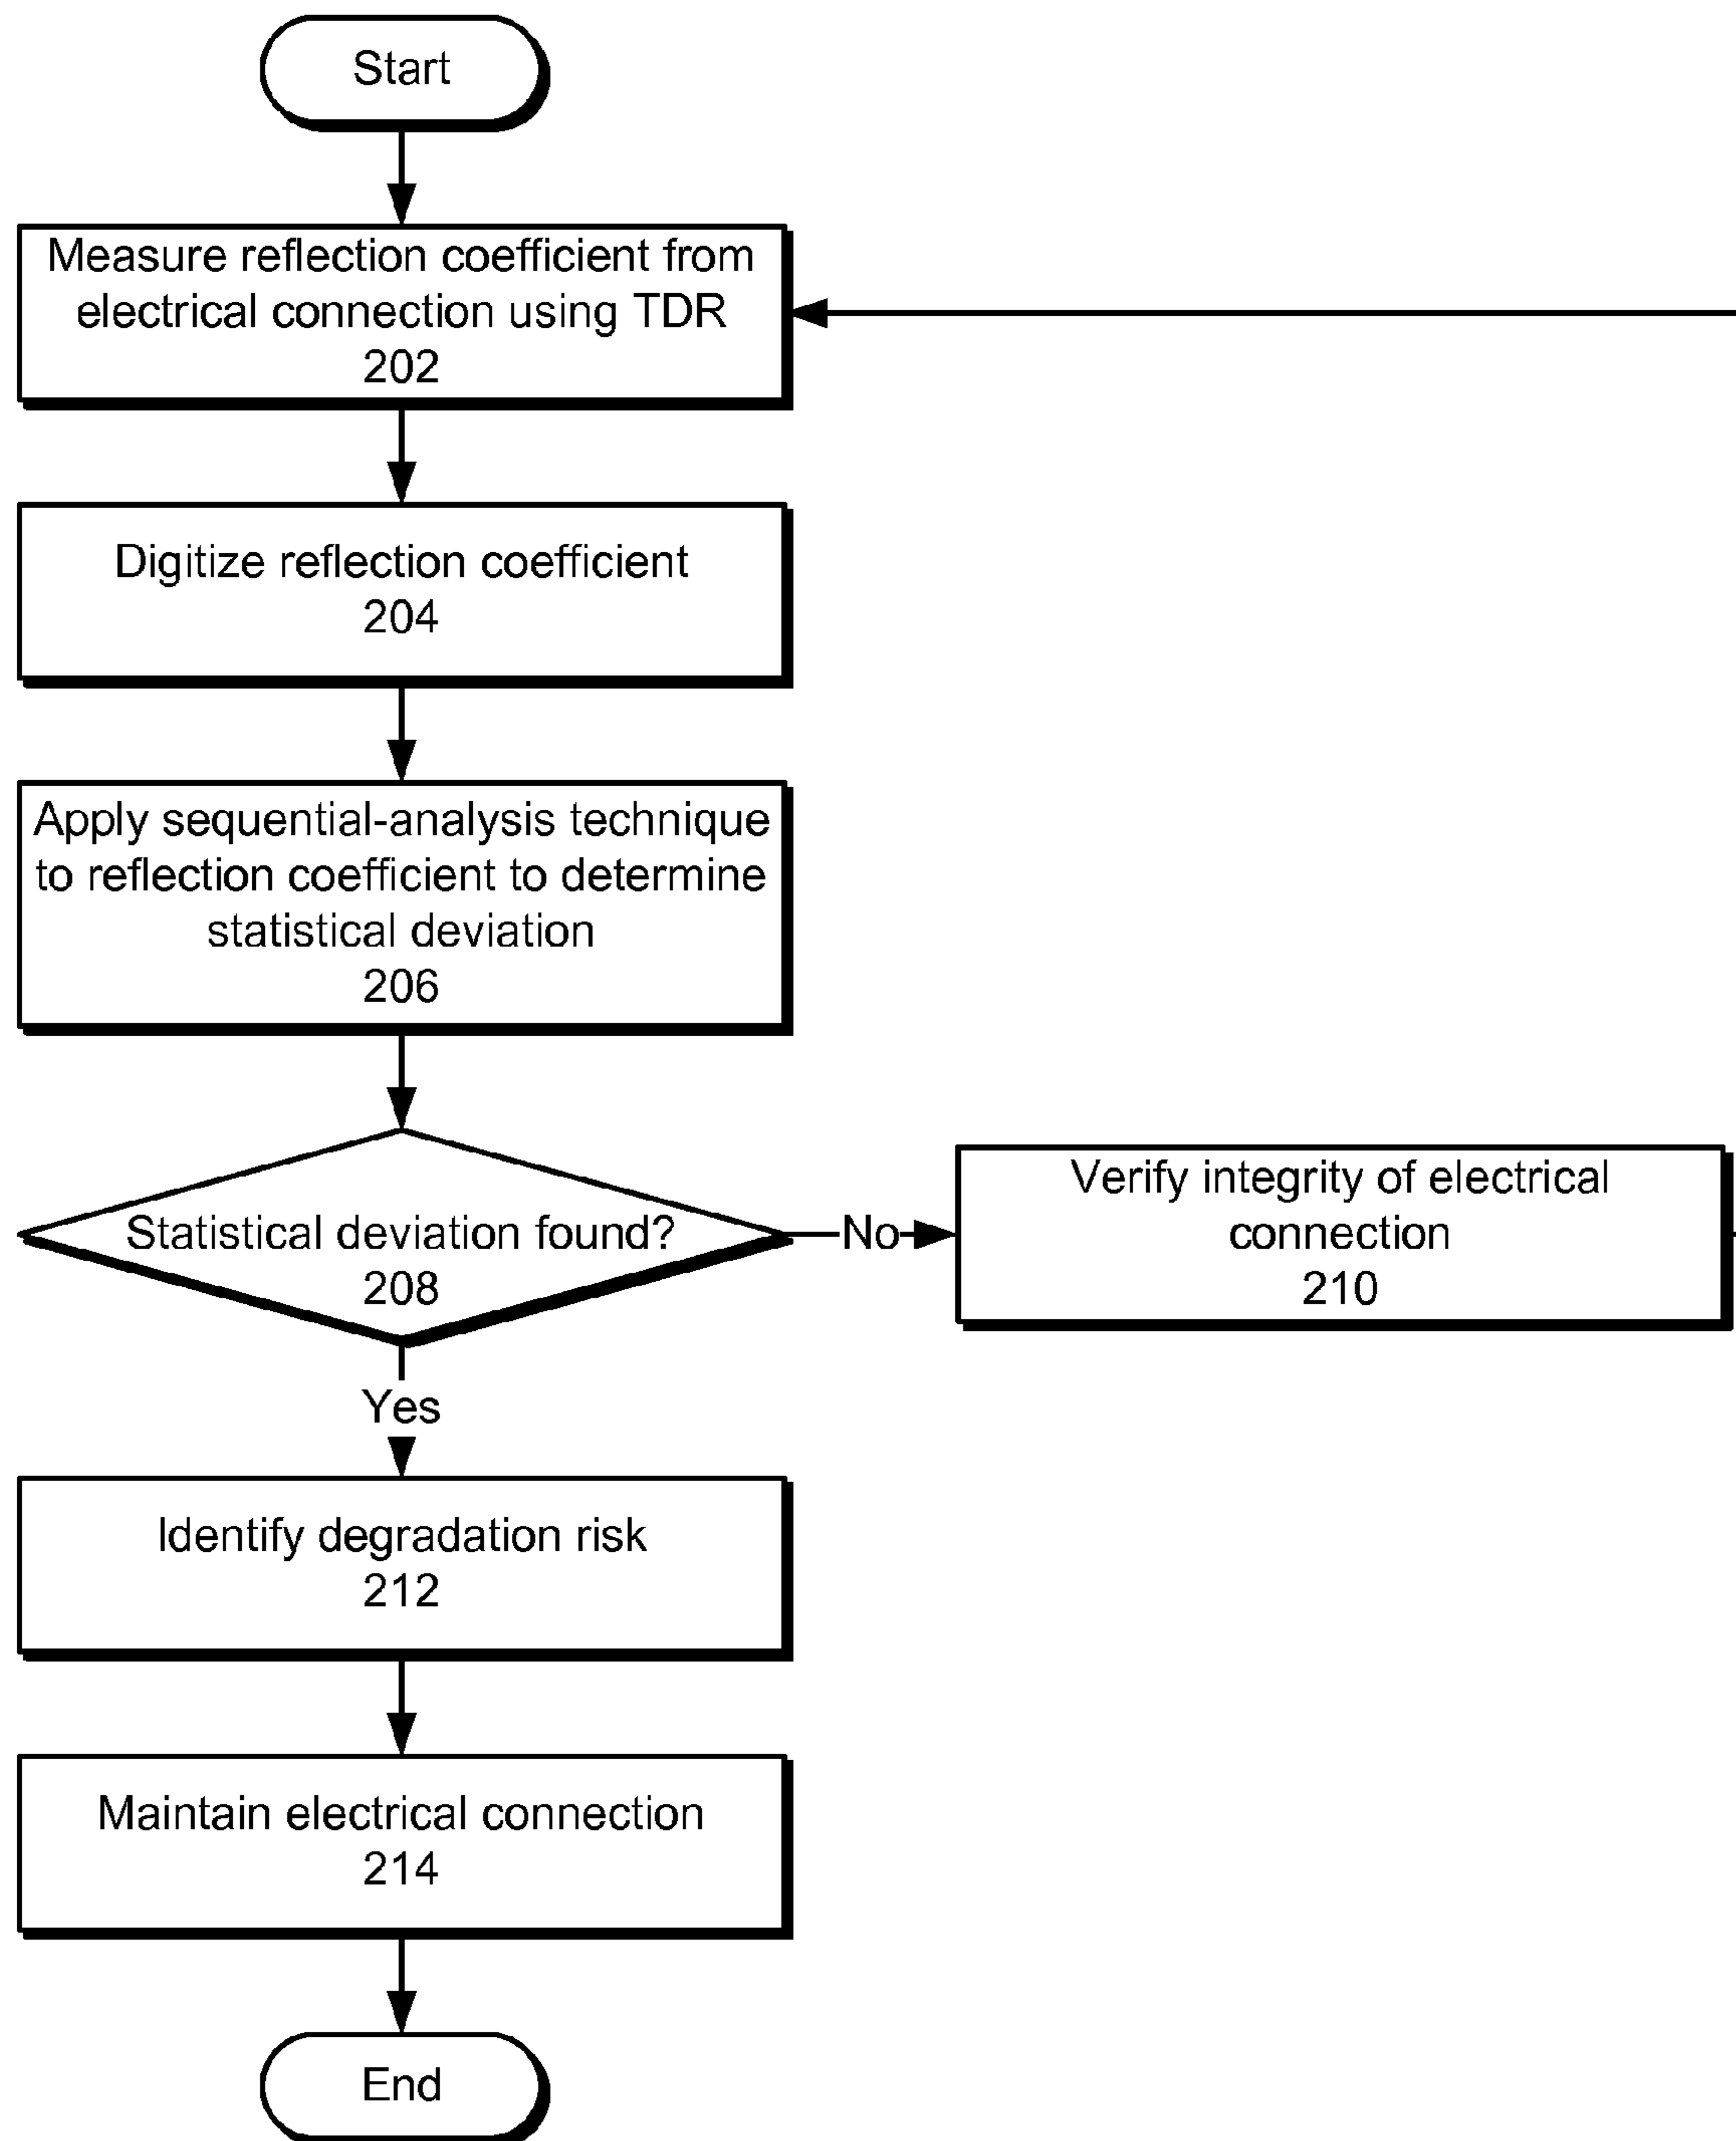 Start
Measure reflection coefficient from
electrical connection using TDR
202
Digitize reflection coefficient
204
Apply sequential-analysis technique
to reflection coefficient to determine
statistical deviation
206
Statistical deviation found?
208
No
Verify integrity of electrical
connection
210
Yes
Identify degradation risk
212
Maintain electrical connection
214
End